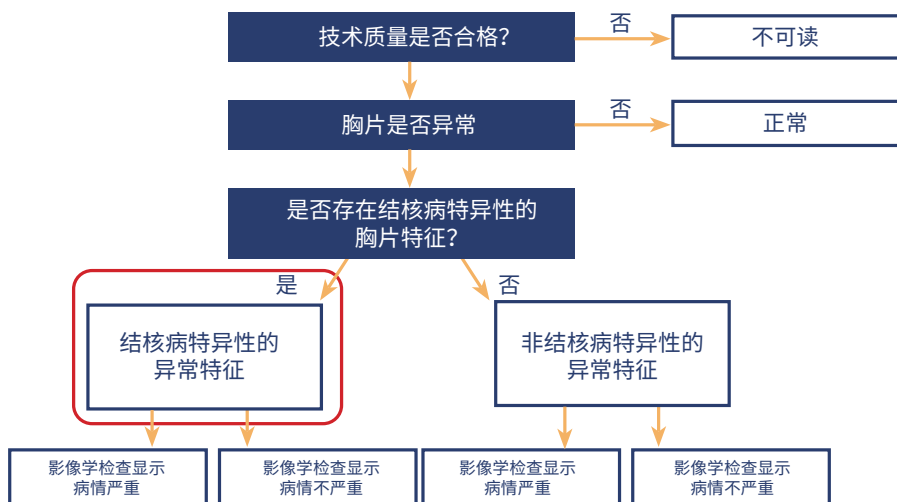 技术质量是否合格？
否
不可读
胸片是否异常
否
正常
是否存在结核病特异性的
胸片特征？
是
否
结核病特异性的
异常特征
非结核病特异性的
异常特征
影像学检查显示
病情严重
影像学检查显示
病情不严重
影像学检查显示
病情严重
影像学检查显示
病情不严重